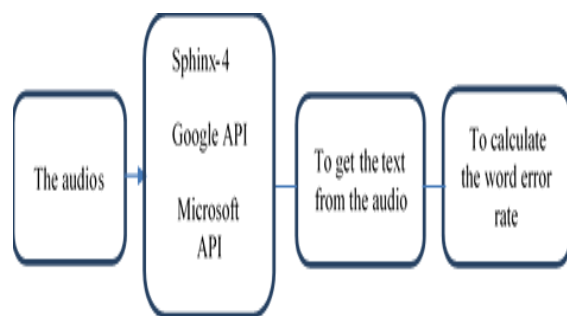 The audios
Sphinx-4
Google API
Microsoft
API
To get the text
from the audio
To calculate
the word error
rate